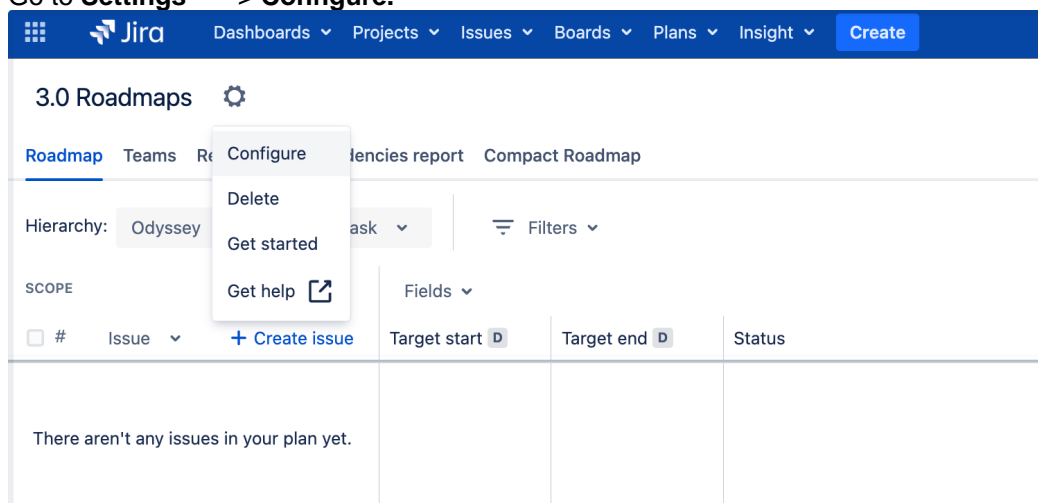 Go to Settings > Configure.
Jira Dashboards Projects Issues Boards Plans Insight Create
3.0 Roadmaps
Roadmap Teams Re Configure dencies report Compact Roadmap
Delete
Hierarchy: Odyssey ask Filters
Get started
SCOPE Get help Fields
# Issue + Create issue Target start D Target end D Status
There aren't any issues in your plan yet.